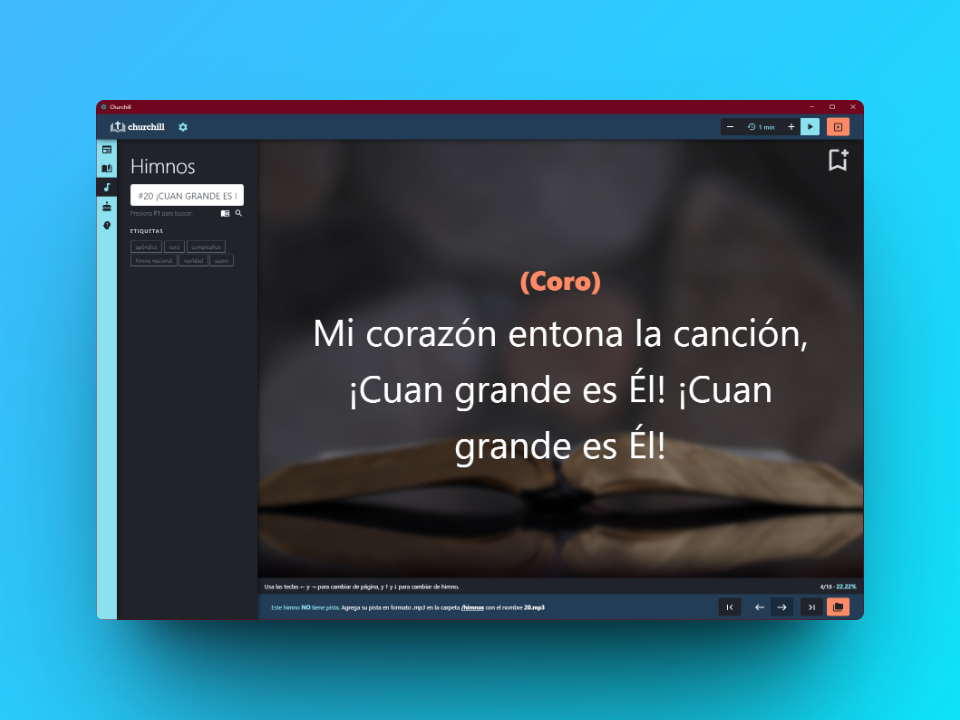 Churchill
churchill
1 min
Himnos
#20 ¡CUAN GRANDE ES
Presiona F1 para buscar.
ETIQUETAS
apéndice coro cumpleaños
himno nacional navidad suave
(Coro)
Mi corazón entona la canción,
¡Cuan grande es Él! ¡Cuan
grande es Él!
Usa las teclas ← y → para cambiar de página, y ↑ y ↓ para cambiar de himno.
4/18 - 22.22%
Este himno NO tiene pista. Agrega su pista en formato .mp3 en la carpeta /himnos con el nombre 20.mp3